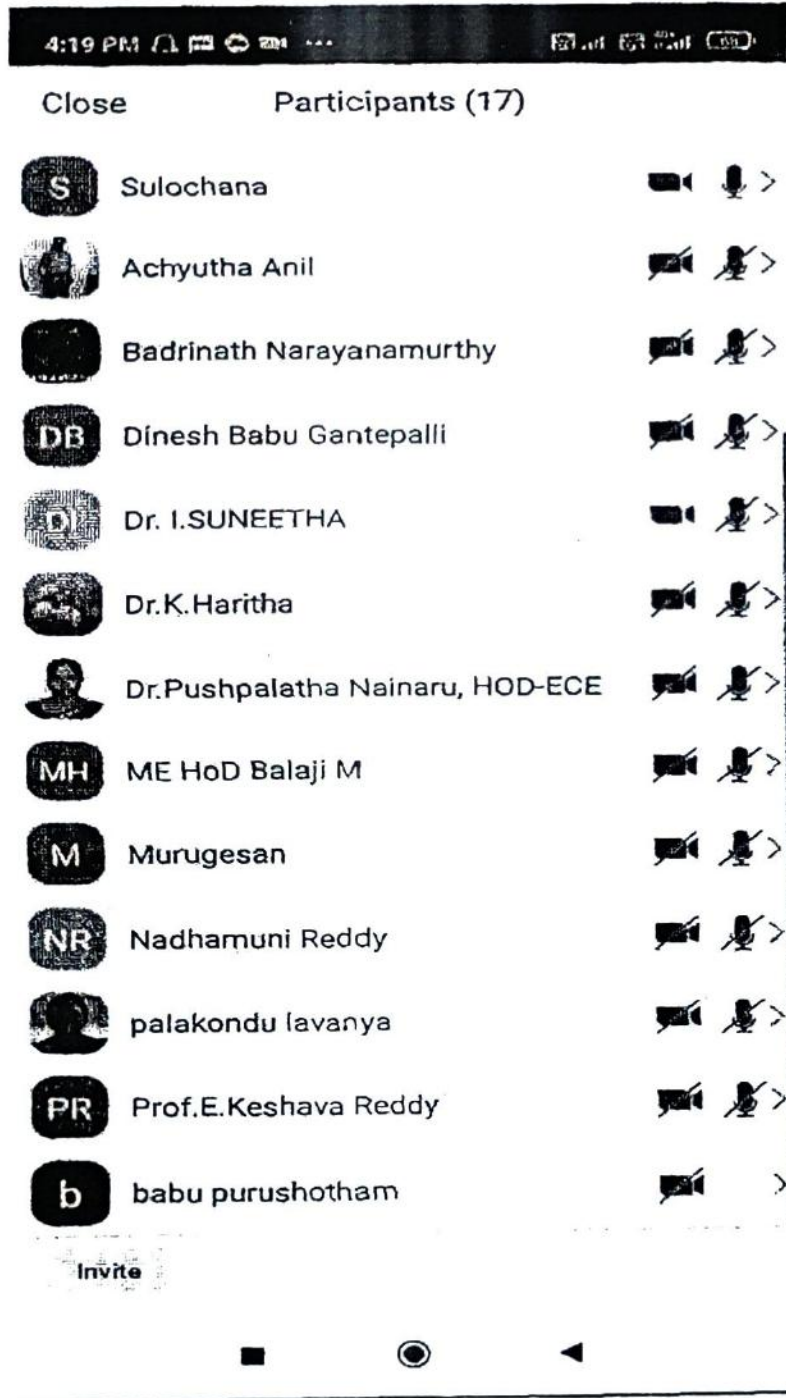 4:19 PM
Close Participants (17)
S Sulochana
Achyutha Anil
Badrinath Narayanamurthy
DB Dinesh Babu Gantepalli
DI Dr. I.SUNEETHA
Dr.K.Haritha
Dr.Pushpalatha Nainaru, HOD-ECE
MH ME HoD Balaji M
M Murugesan
NR Nadhamuni Reddy
palakondu lavanya
PR Prof.E.Keshava Reddy
b babu purushotham
Invite